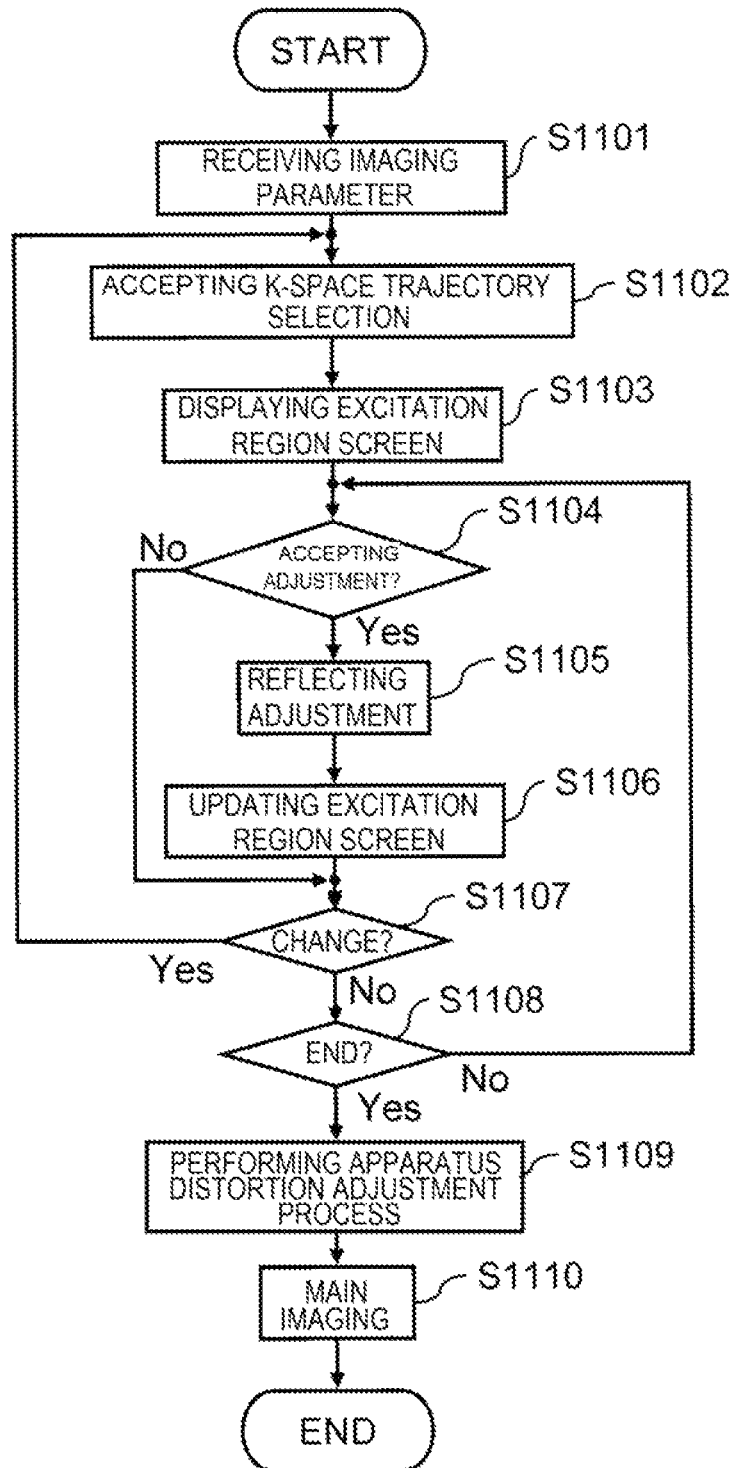 START
S1101
RECEIVING IMAGING
PARAMETER
ACCEPTING K-SPACE TRAJECTORY
SELECTION
S1102
S1103
DISPLAYING EXCITATION
REGION SCREEN
S1104
No
ACCEPTING
ADJUSTMENT?
Yes
S1105
REFLECTING
ADJUSTMENT
S1106
UPDATING EXCITATION
REGION SCREEN
S1107
CHANGE?
Yes
No
S1108
END?
No
Yes
S1109
PERFORMING APPARATUS
DISTORTION ADJUSTMENT
PROCESS
S1110
MAIN
IMAGING
END